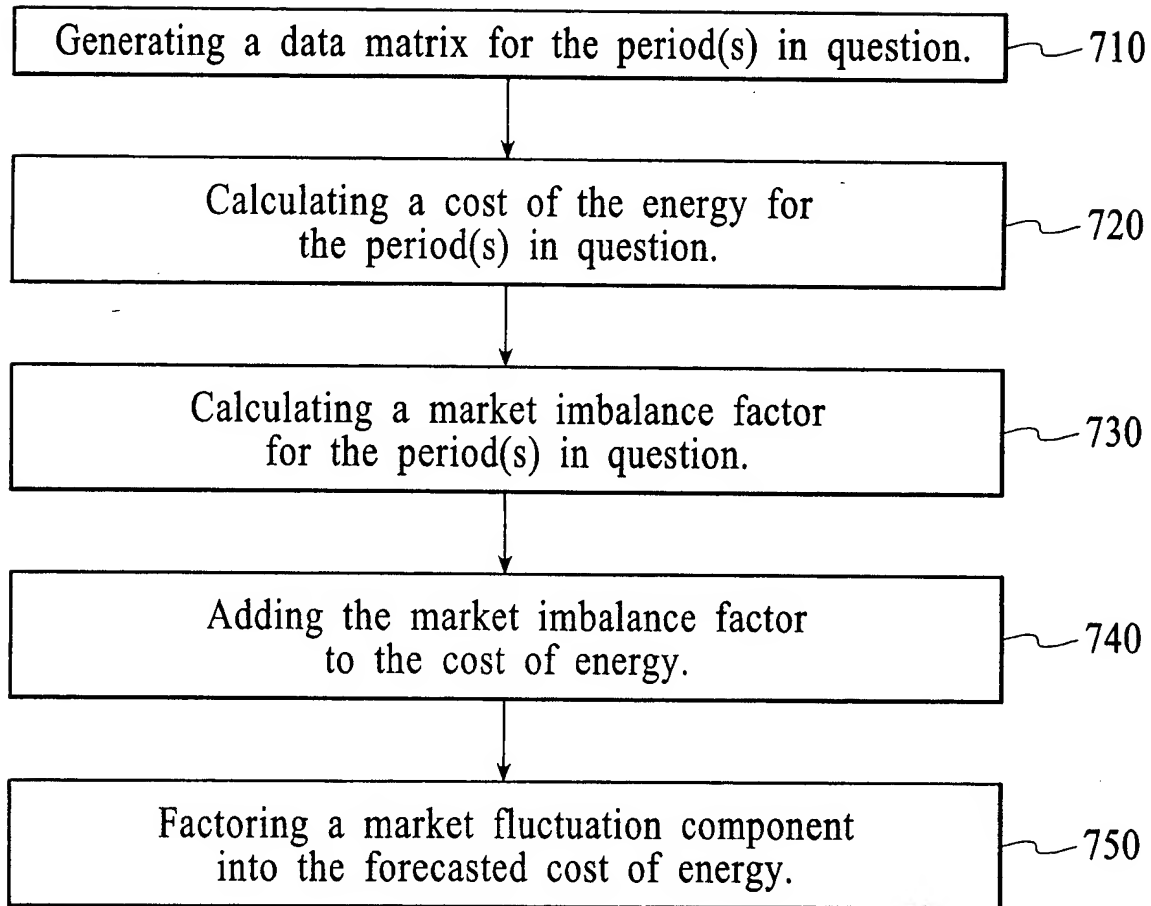 Generating a data matrix for the period(s) in question. 710
Calculating a cost of the energy for
the period(s) in question. 720
Calculating a market imbalance factor
for the period(s) in question. 730
Adding the market imbalance factor
to the cost of energy. 740
Factoring a market fluctuation component
into the forecasted cost of energy. 750